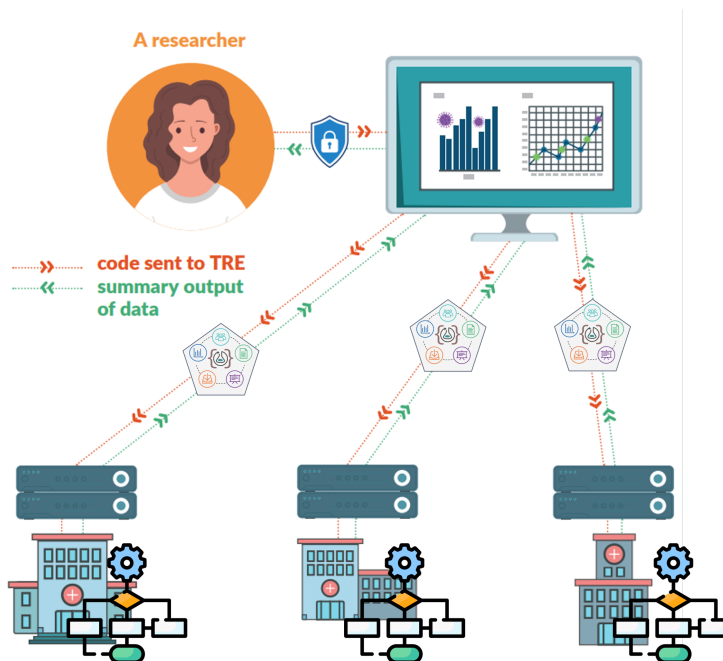 A researcher
code sent to TRE
summary output
of data